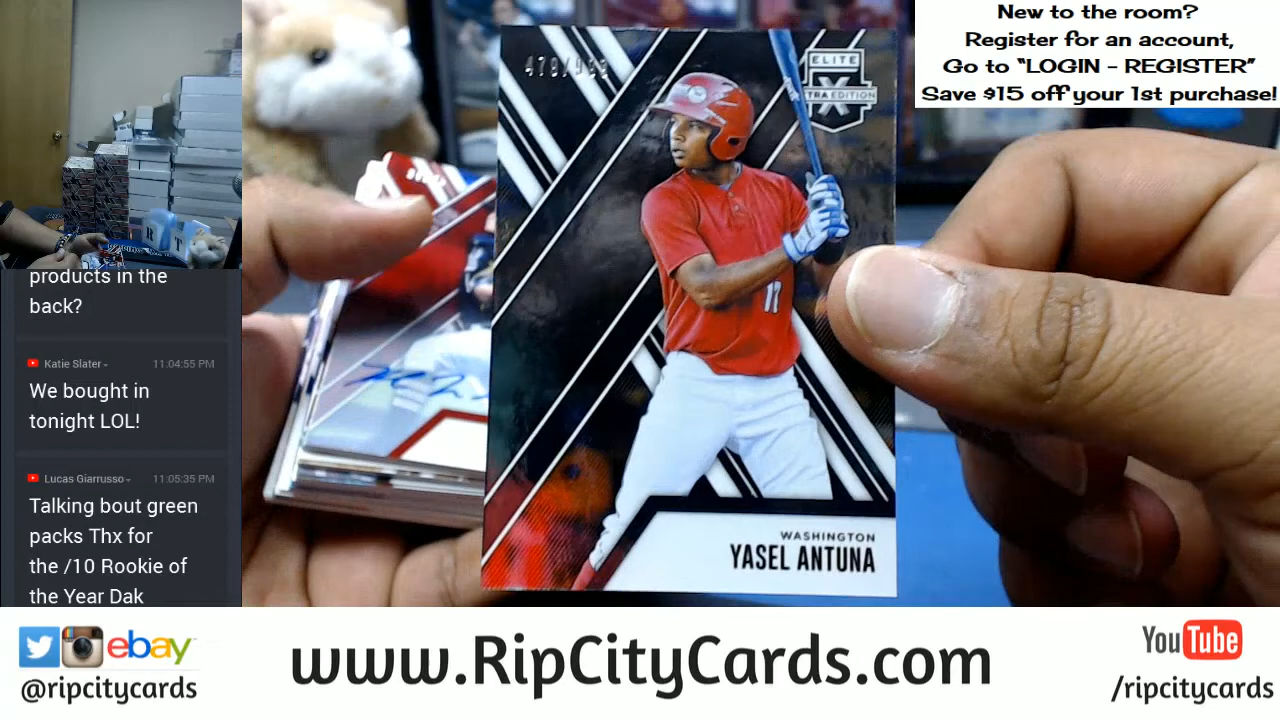 New to the room?
Register for an account,
Go to "LOGIN - REGISTER"
Save $15 off your 1st purchase!
ELITE
X
EXTRA EDITION
17
WASHINGTON
YASEL ANTUNA
R
T
products in the
back?
Katie Slater
11:04:55 PM
We bought in
tonight LOL!
Lucas Giarrusso
11:05:35 PM
Talking bout green
packs Thx for
the /10 Rookie of
the Year Dak
ebay
@ripcitycards
www.RipCityCards.com
YouTube
/ripcitycards